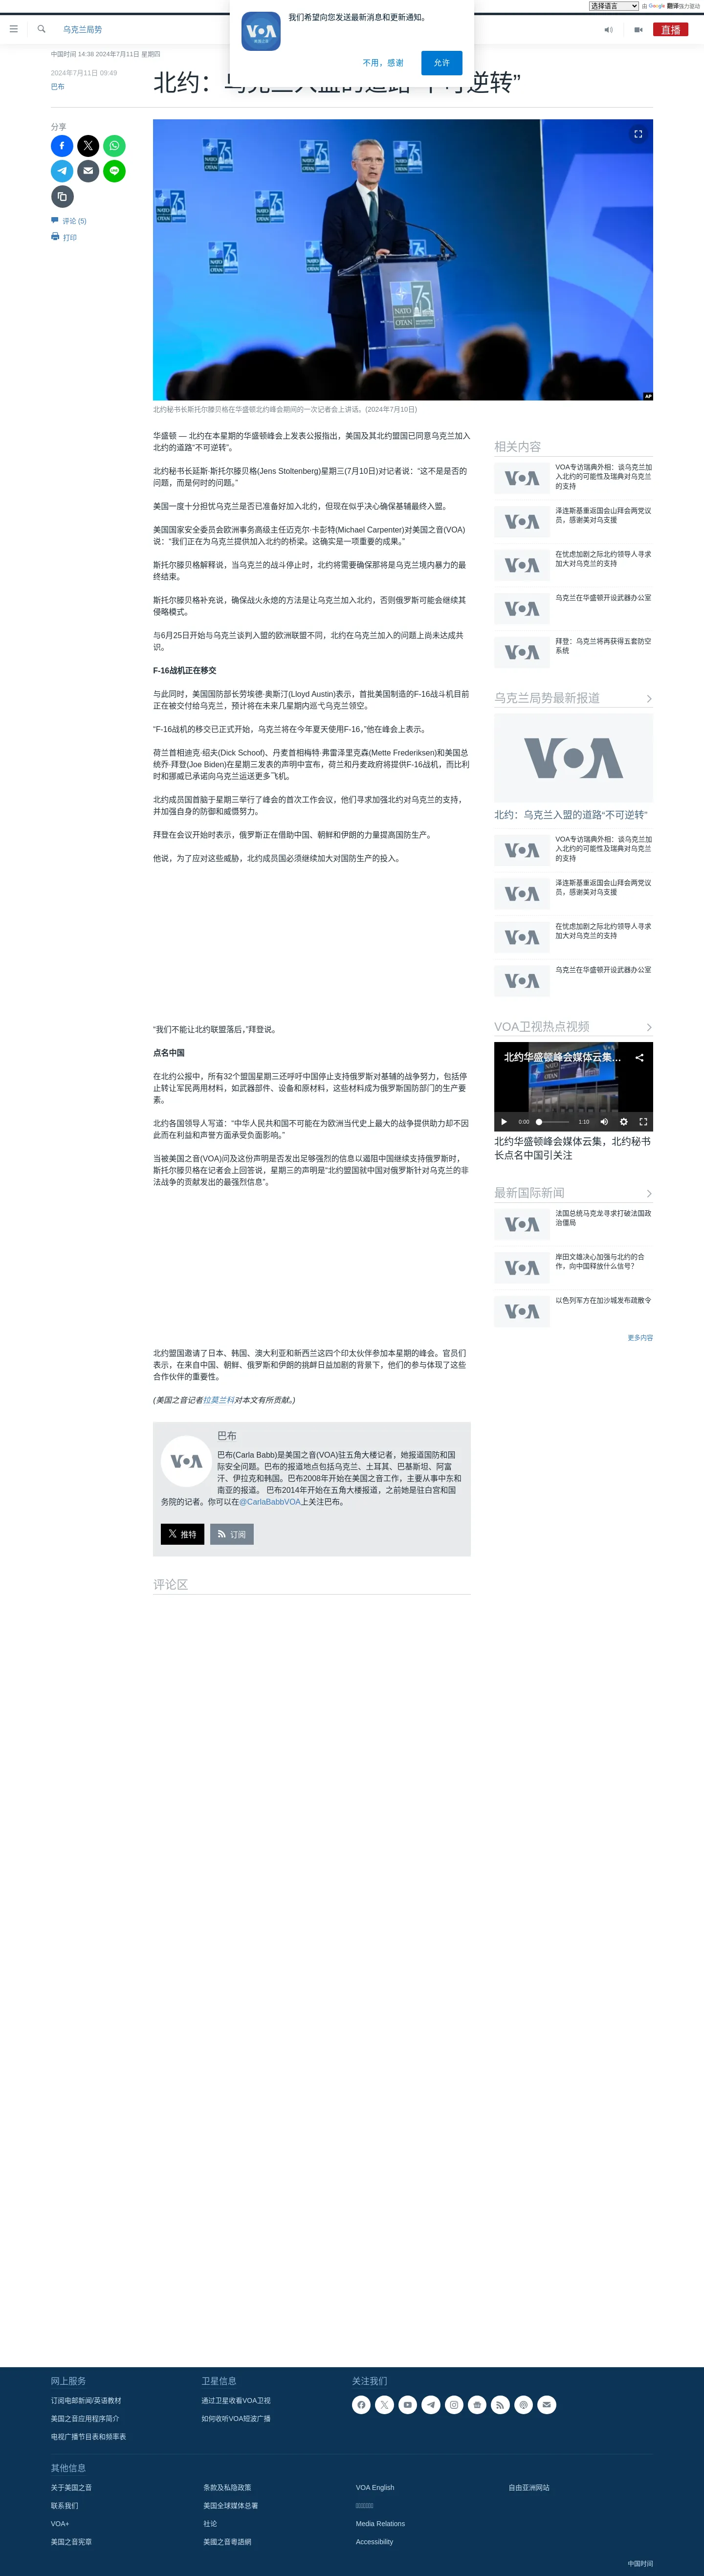 选择语言 由 Google 翻译强力驱动
我们希望向您发送最新消息和更新通知。
不用，感谢 允许
乌克兰局势
直播
中国时间 14:38 2024年7月11日 星期四
2024年7月11日 09:49
巴布
北约：乌克兰入盟的道路“不可逆转”
分享
评论 (5)
打印
NATO
OTAN
75
AP
北约秘书长斯托尔滕贝格在华盛顿北约峰会期间的一次记者会上讲话。(2024年7月10日)
华盛顿 — 北约在本星期的华盛顿峰会上发表公报指出，美国及其北约盟国已同意乌克兰加入
北约的道路“不可逆转”。
北约秘书长延斯·斯托尔滕贝格(Jens Stoltenberg)星期三(7月10日)对记者说：“这不是是否的
问题，而是何时的问题。”
美国一度十分担忧乌克兰是否已准备好加入北约，但现在似乎决心确保基辅最终入盟。
美国国家安全委员会欧洲事务高级主任迈克尔·卡彭特(Michael Carpenter)对美国之音(VOA)
说：“我们正在为乌克兰提供加入北约的桥梁。这确实是一项重要的成果。”
斯托尔滕贝格解释说，当乌克兰的战斗停止时，北约将需要确保那将是乌克兰境内暴力的最
终结束。
斯托尔滕贝格补充说，确保战火永熄的方法是让乌克兰加入北约，否则俄罗斯可能会继续其
侵略模式。
与6月25日开始与乌克兰谈判入盟的欧洲联盟不同，北约在乌克兰加入的问题上尚未达成共
识。
F-16战机正在移交
与此同时，美国国防部长劳埃德·奥斯汀(Lloyd Austin)表示，首批美国制造的F-16战斗机目前
正在被交付给乌克兰，预计将在未来几星期内巡弋乌克兰领空。
“F-16战机的移交已正式开始，乌克兰将在今年夏天使用F-16，”他在峰会上表示。
荷兰首相迪克·绍夫(Dick Schoof)、丹麦首相梅特·弗雷泽里克森(Mette Frederiksen)和美国总
统乔·拜登(Joe Biden)在星期三发表的声明中宣布，荷兰和丹麦政府将提供F-16战机，而比利
时和挪威已承诺向乌克兰运送更多飞机。
北约成员国首脑于星期三举行了峰会的首次工作会议，他们寻求加强北约对乌克兰的支持，
并加强自身的防御和威慑努力。
拜登在会议开始时表示，俄罗斯正在借助中国、朝鲜和伊朗的力量提高国防生产。
他说，为了应对这些威胁，北约成员国必须继续加大对国防生产的投入。
“我们不能让北约联盟落后，”拜登说。
点名中国
在北约公报中，所有32个盟国星期三还呼吁中国停止支持俄罗斯对基辅的战争努力，包括停
止转让军民两用材料，如武器部件、设备和原材料，这些材料成为俄罗斯国防部门的生产要
素。
北约各国领导人写道：“中华人民共和国不可能在为欧洲当代史上最大的战争提供助力却不因
此而在利益和声誉方面承受负面影响。”
当被美国之音(VOA)问及这份声明是否发出足够强烈的信息以遏阻中国继续支持俄罗斯时，
斯托尔滕贝格在记者会上回答说，星期三的声明是“北约盟国就中国对俄罗斯针对乌克兰的非
法战争的贡献发出的最强烈信息”。
北约盟国邀请了日本、韩国、澳大利亚和新西兰这四个印太伙伴参加本星期的峰会。官员们
表示，在来自中国、朝鲜、俄罗斯和伊朗的挑衅日益加剧的背景下，他们的参与体现了这些
合作伙伴的重要性。
(美国之音记者拉莫兰科对本文有所贡献。)
巴布
巴布(Carla Babb)是美国之音(VOA)驻五角大楼记者，她报道国防和国
际安全问题。巴布的报道地点包括乌克兰、土耳其、巴基斯坦、阿富
汗、伊拉克和韩国。巴布2008年开始在美国之音工作，主要从事中东和
南亚的报道。 巴布2014年开始在五角大楼报道，之前她是驻白宫和国
务院的记者。你可以在@CarlaBabbVOA上关注巴布。
推特 订阅
评论区
相关内容
VOA专访瑞典外相：谈乌克兰加
入北约的可能性及瑞典对乌克兰
的支持
泽连斯基重返国会山拜会两党议
员，感谢美对乌支援
在忧虑加剧之际北约领导人寻求
加大对乌克兰的支持
乌克兰在华盛顿开设武器办公室
拜登：乌克兰将再获得五套防空
系统
乌克兰局势最新报道
VOA
北约：乌克兰入盟的道路“不可逆转”
VOA专访瑞典外相：谈乌克兰加
入北约的可能性及瑞典对乌克兰
的支持
泽连斯基重返国会山拜会两党议
员，感谢美对乌支援
在忧虑加剧之际北约领导人寻求
加大对乌克兰的支持
乌克兰在华盛顿开设武器办公室
VOA卫视热点视频
北约华盛顿峰会媒体云集...
0:00 1:10
北约华盛顿峰会媒体云集，北约秘书
长点名中国引关注
最新国际新闻
法国总统马克龙寻求打破法国政
治僵局
岸田文雄决心加强与北约的合
作，向中国释放什么信号？
以色列军方在加沙城发布疏散令
更多内容
网上服务
订阅电邮新闻/英语教材
美国之音应用程序简介
电视广播节目表和频率表
卫星信息
通过卫星收看VOA卫视
如何收听VOA短波广播
关注我们
其他信息
关于美国之音 条款及私隐政策 VOA English 自由亚洲网站
联系我们 美国全球媒体总署
VOA+ 社论 Media Relations
美国之音宪章 美國之音粵語網 Accessibility
中国时间